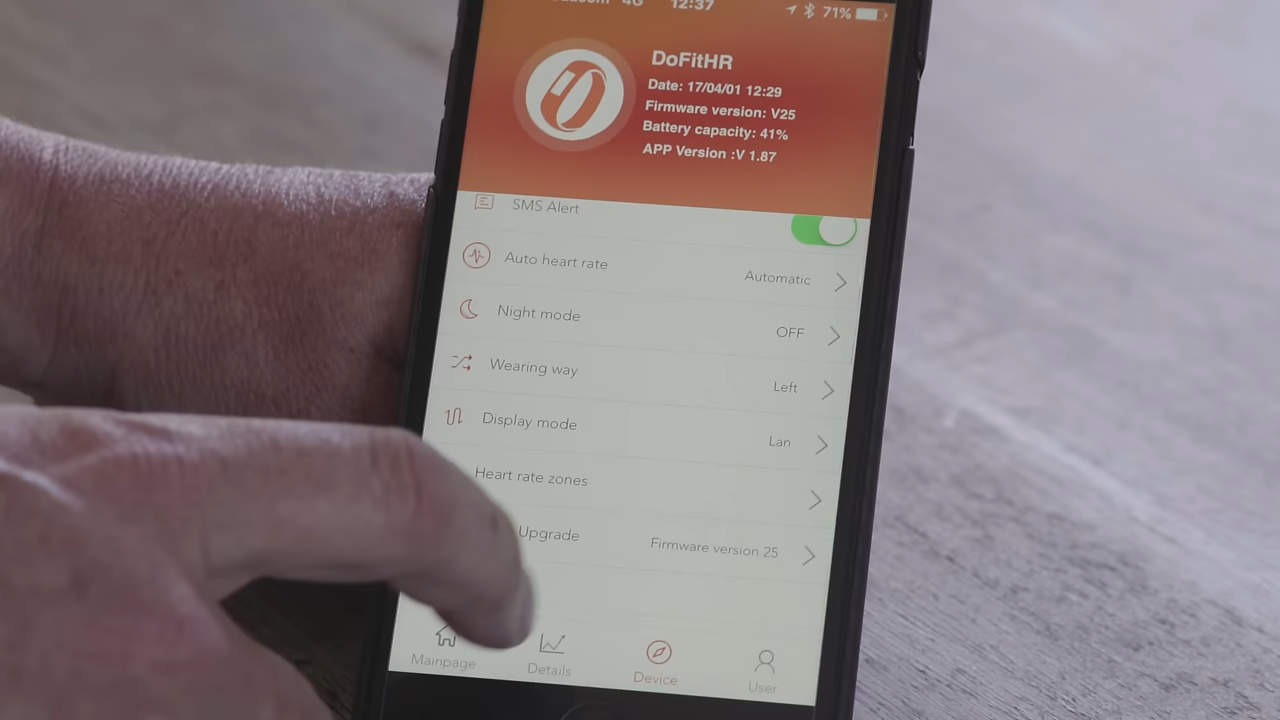 4G 12:37 71%
DoFitHR
Date: 17/04/01 12:29
Firmware version: V25
Battery capacity: 41%
APP Version :V 1.87
SMS Alert
Auto heart rate Automatic
Night mode OFF
Wearing way Left
Display mode Lan
Heart rate zones
Upgrade Firmware version 25
Mainpage Details Device User